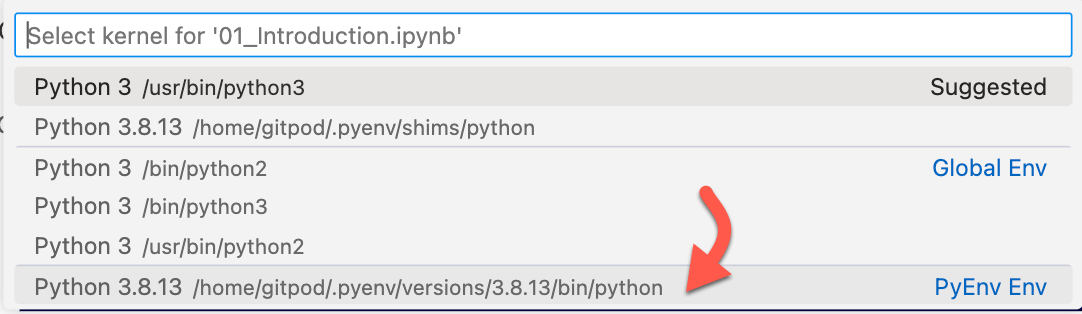 Select kernel for '01_Introduction.ipynb'
Python 3 /usr/bin/python3 Suggested
Python 3.8.13 /home/gitpod/.pyenv/shims/python
Python 3 /bin/python2 Global Env
Python 3 /bin/python3
Python 3 /usr/bin/python2
Python 3.8.13 /home/gitpod/.pyenv/versions/3.8.13/bin/python PyEnv Env